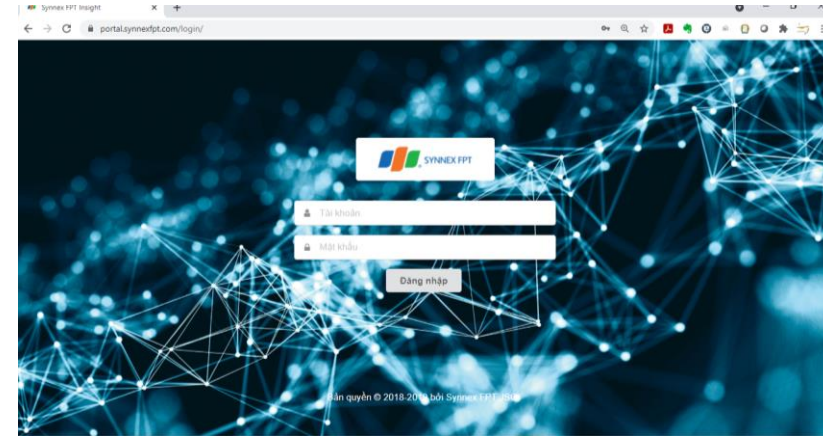 Synnex FPT Insight
portal.synnexfpt.com/login/
SYNNEX FPT
Tài khoản
Mật khẩu
Đăng nhập
Bản quyền © 2018-2019 bởi Synnex FPT